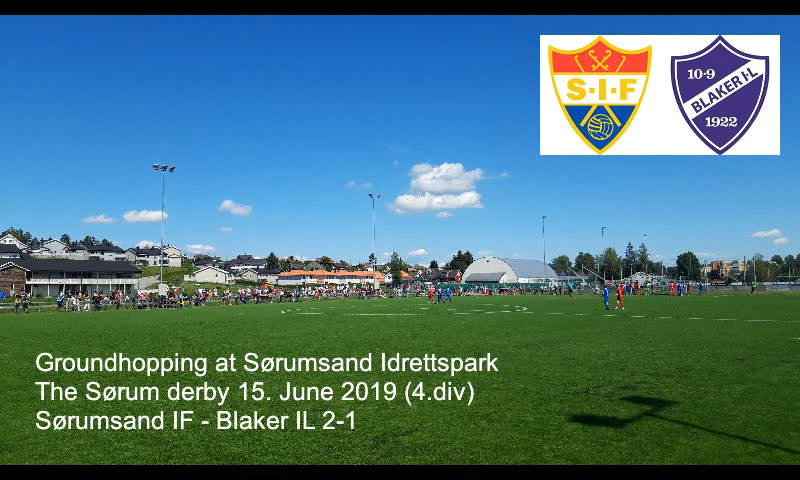 S·I·F
10-9
BLAKER I·L
1922
Groundhopping at Sørumsand Idrettspark
The Sørum derby 15. June 2019 (4.div)
Sørumsand IF - Blaker IL 2-1